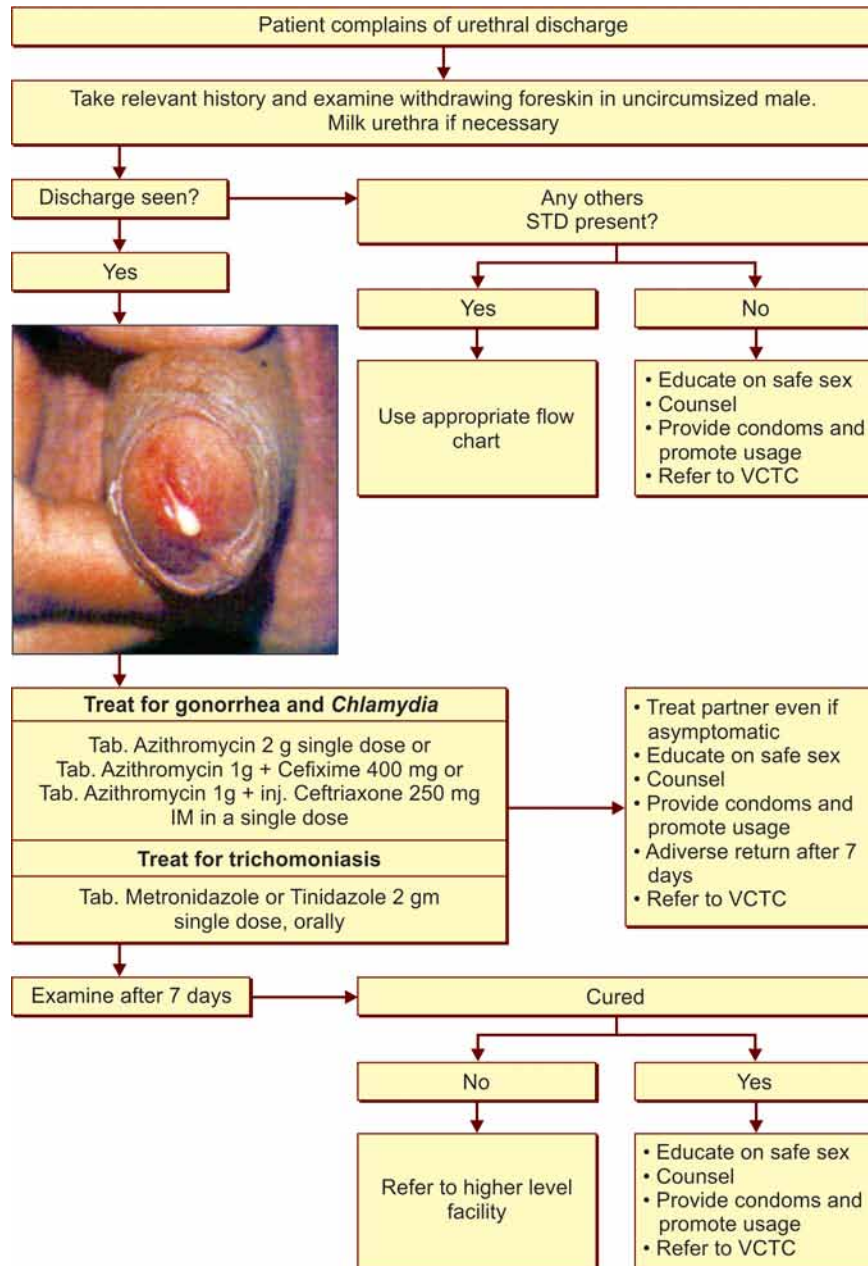 Patient complains of urethral discharge
Take relevant history and examine withdrawing foreskin in uncircumsized male.
Milk urethra if necessary
Discharge seen?
Any others
STD present?
Yes
Yes
No
Use appropriate flow
chart
• Educate on safe sex
• Counsel
• Provide condoms and
promote usage
• Refer to VCTC
Treat for gonorrhea and Chlamydia
Tab. Azithromycin 2 g single dose or
Tab. Azithromycin 1g + Cefixime 400 mg or
Tab. Azithromycin 1g + inj. Ceftriaxone 250 mg
IM in a single dose
Treat for trichomoniasis
Tab. Metronidazole or Tinidazole 2 gm
single dose, orally
• Treat partner even if
asymptomatic
• Educate on safe sex
• Counsel
• Provide condoms and
promote usage
• Adiverse return after 7
days
• Refer to VCTC
Examine after 7 days
Cured
No
Yes
Refer to higher level
facility
• Educate on safe sex
• Counsel
• Provide condoms and
promote usage
• Refer to VCTC